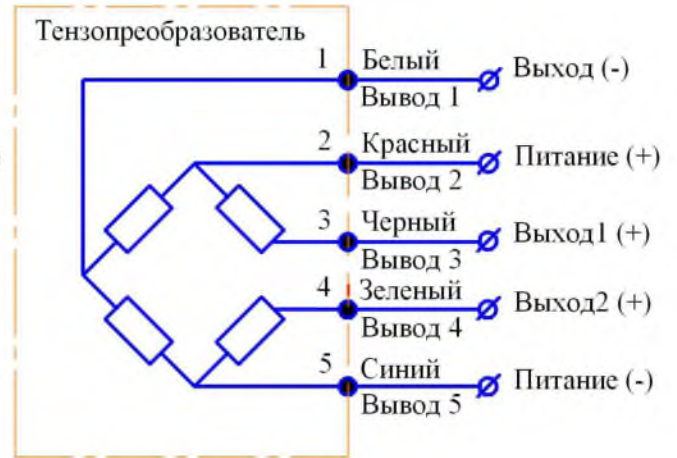 Тензопреобразователь
1 Белый Выход (-)
Вывод 1
2 Красный Питание (+)
Вывод 2
3 Черный Выход1 (+)
Вывод 3
4 Зеленый Выход2 (+)
Вывод 4
5 Синий Питание (-)
Вывод 5